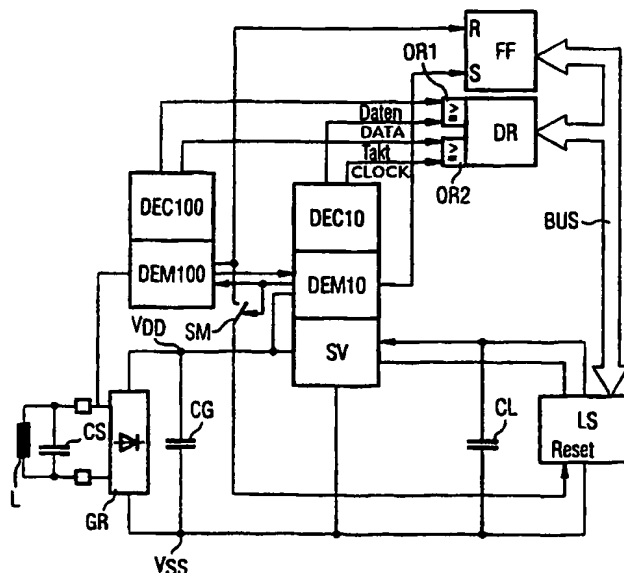 R
FF
S
OR1
Daten
DATA
≥V
DR
Takt
≥V
CLOCK
OR2
DEC100
DEC10
BUS
DEM100
DEM10
SM
VDD
SV
CS
CG
CL
LS
Reset
L
GR
VSS